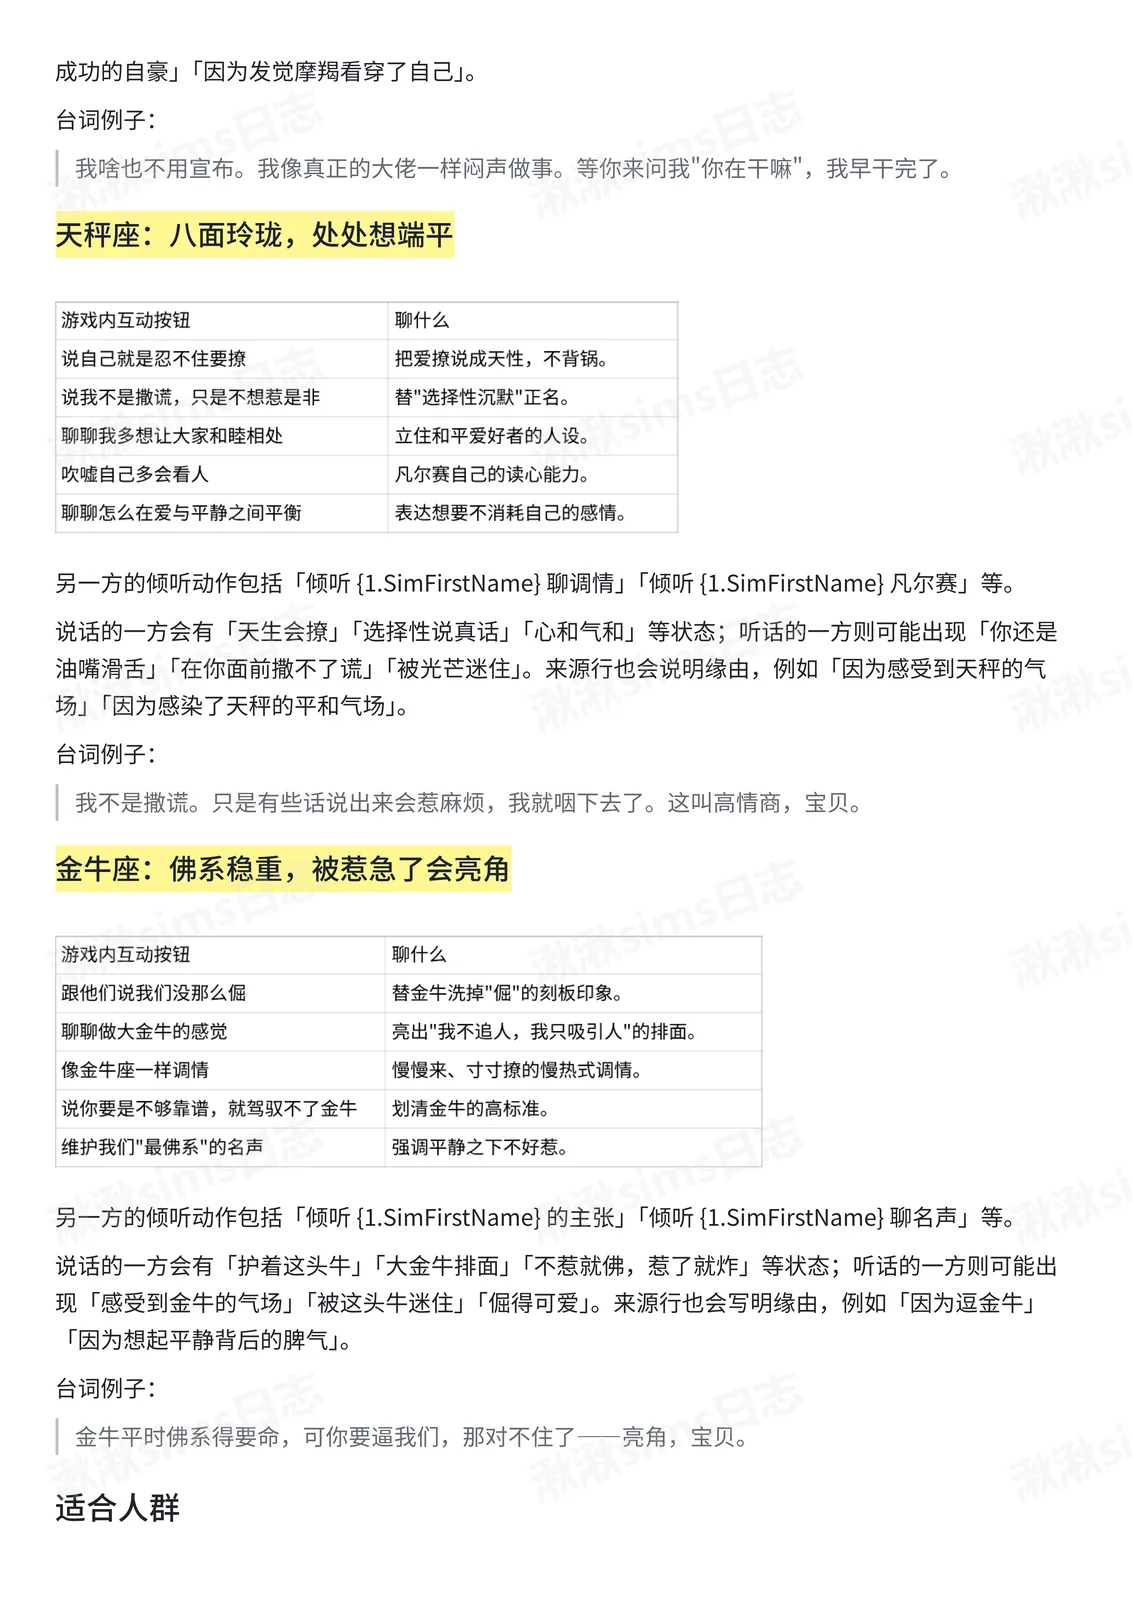 成功的自豪」「因为发觉摩羯看穿了自己」。
台词例子：
我啥也不用宣布。我像真正的大佬一样闷声做事。等你来问我"你在干嘛"，我早干完了。
天秤座：八面玲珑，处处想端平
游戏内互动按钮 聊什么
说自己就是忍不住要撩 把爱撩说成天性，不背锅。
说我不是撒谎，只是不想惹是非 替"选择性沉默"正名。
聊聊我多想让大家和睦相处 立住和平爱好者的人设。
吹嘘自己多会看人 凡尔赛自己的读心能力。
聊聊怎么在爱与平静之间平衡 表达想要不消耗自己的感情。
另一方的倾听动作包括「倾听 {1.SimFirstName} 聊调情」「倾听 {1.SimFirstName} 凡尔赛」等。
说话的一方会有「天生会撩」「选择性说真话」「心和气和」等状态；听话的一方则可能出现「你还是
油嘴滑舌」「在你面前撒不了谎」「被光芒迷住」。来源行也会说明缘由，例如「因为感受到天秤的气
场」「因为感染了天秤的平和气场」。
台词例子：
我不是撒谎。只是有些话说出来会惹麻烦，我就咽下去了。这叫高情商，宝贝。
金牛座：佛系稳重，被惹急了会亮角
游戏内互动按钮 聊什么
跟他们说我们没那么倔 替金牛洗掉"倔"的刻板印象。
聊聊做大金牛的感觉 亮出"我不追人，我只吸引人"的排面。
像金牛座一样调情 慢慢来、寸寸撩的慢热式调情。
说你要是不够靠谱，就驾驭不了金牛 划清金牛的高标准。
维护我们"最佛系"的名声 强调平静之下不好惹。
另一方的倾听动作包括「倾听 {1.SimFirstName} 的主张」「倾听 {1.SimFirstName} 聊名声」等。
说话的一方会有「护着这头牛」「大金牛排面」「不惹就佛，惹了就炸」等状态；听话的一方则可能出
现「感受到金牛的气场」「被这头牛迷住」「倔得可爱」。来源行也会写明缘由，例如「因为逗金牛」
「因为想起平静背后的脾气」。
台词例子：
金牛平时佛系得要命，可你要逼我们，那对不住了——亮角，宝贝。
适合人群
湫湫sims日志